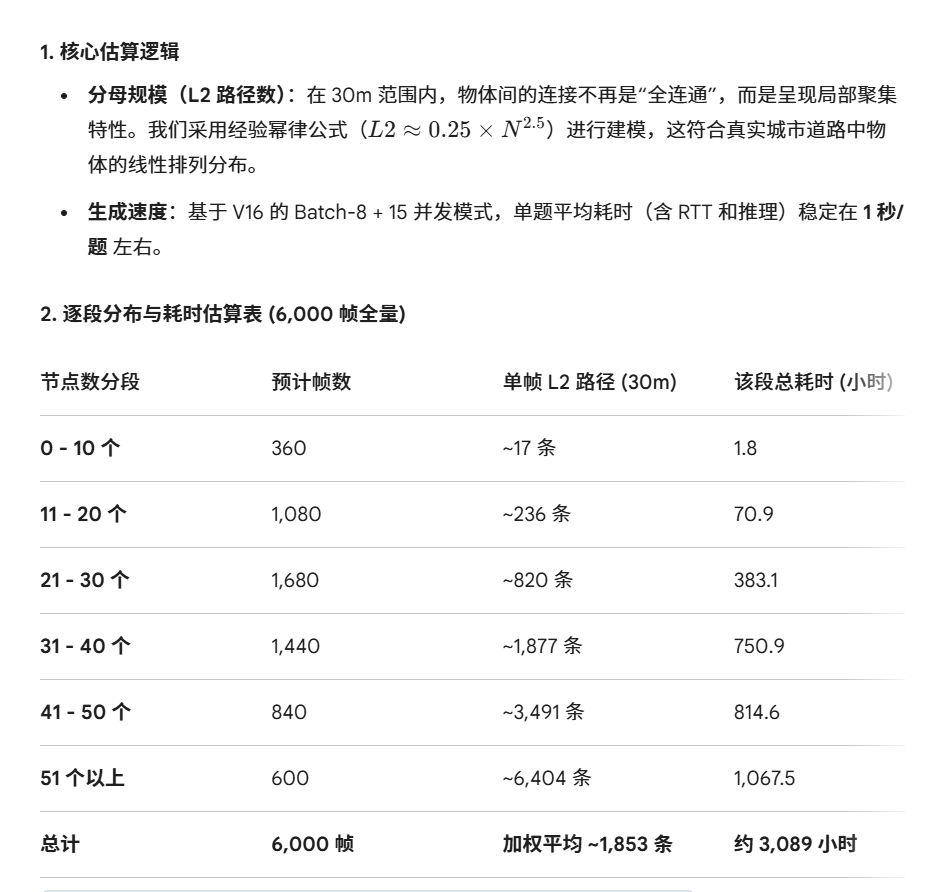 1. 核心估算逻辑
• 分母规模（L2 路径数）：在 30m 范围内，物体间的连接不再是“全连通”，而是呈现局部聚集
特性。我们采用经验幂律公式（L2 ≈ 0.25 × N^2.5）进行建模，这符合真实城市道路中物
体的线性排列分布。
• 生成速度：基于 V16 的 Batch-8 + 15 并发模式，单题平均耗时（含 RTT 和推理）稳定在 1 秒/
题 左右。
2. 逐段分布与耗时估算表 (6,000 帧全量)
节点数分段 预计帧数 单帧 L2 路径 (30m) 该段总耗时 (小时)
0 - 10 个 360 ~17 条 1.8
11 - 20 个 1,080 ~236 条 70.9
21 - 30 个 1,680 ~820 条 383.1
31 - 40 个 1,440 ~1,877 条 750.9
41 - 50 个 840 ~3,491 条 814.6
51 个以上 600 ~6,404 条 1,067.5
总计 6,000 帧 加权平均 ~1,853 条 约 3,089 小时